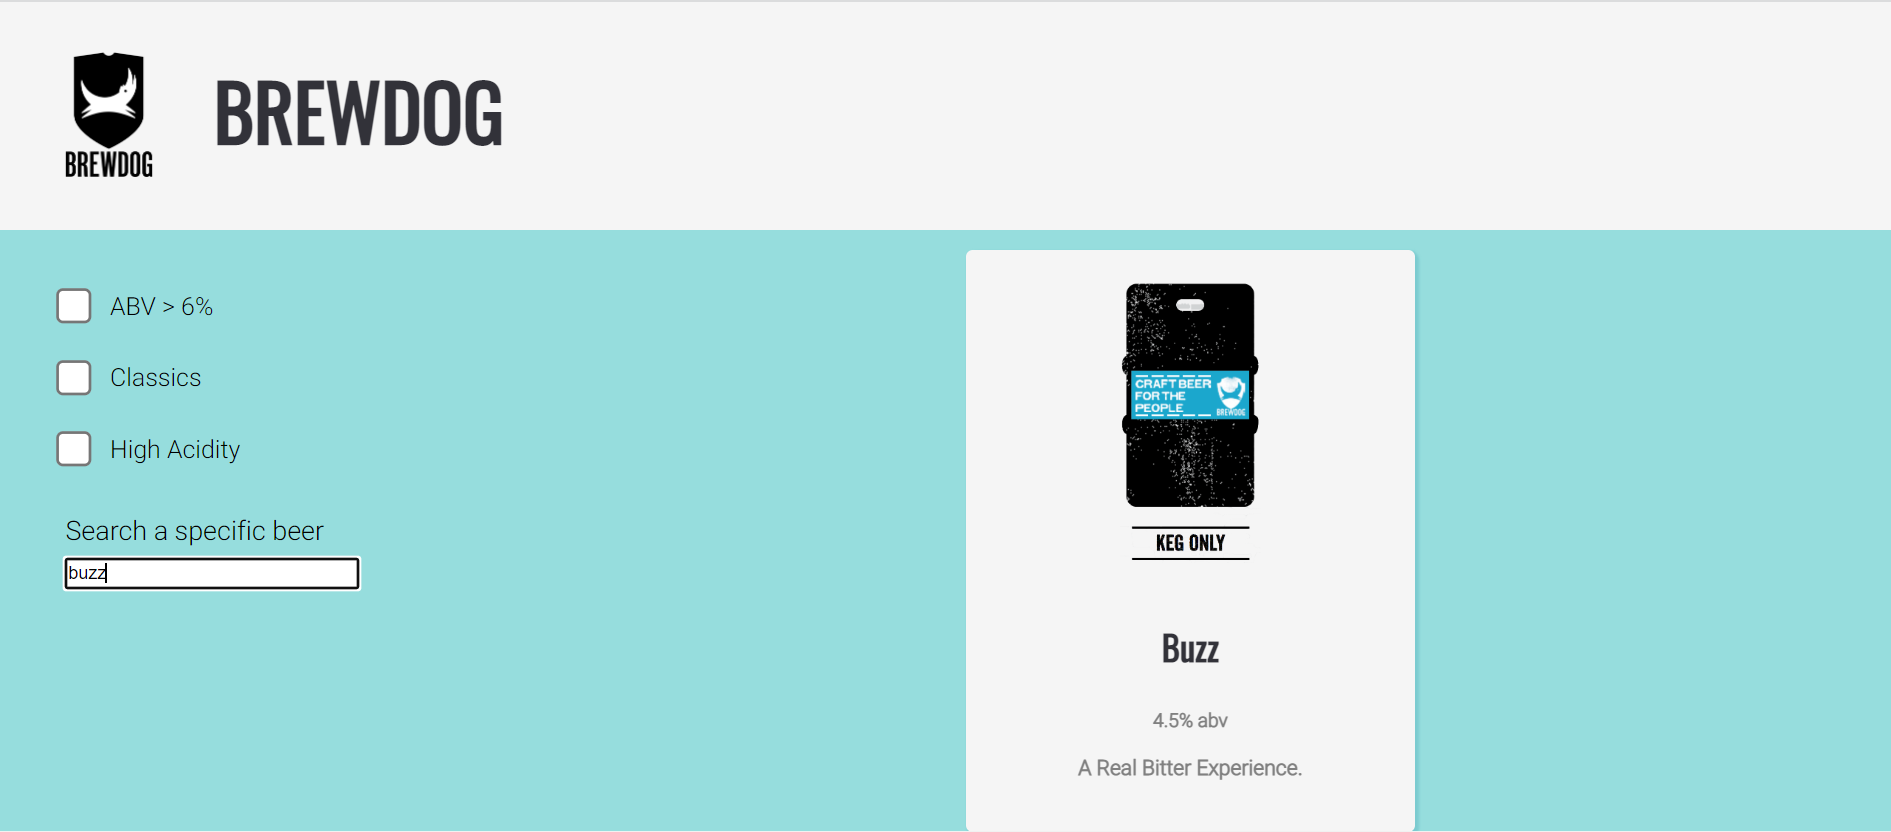 BREWDOG
BREWDOG
ABV > 6%
Classics
High Acidity
Search a specific beer
buzz
CRAFT BEER
FOR THE
PEOPLE
BREWDOG
KEG ONLY
Buzz
4.5% abv
A Real Bitter Experience.